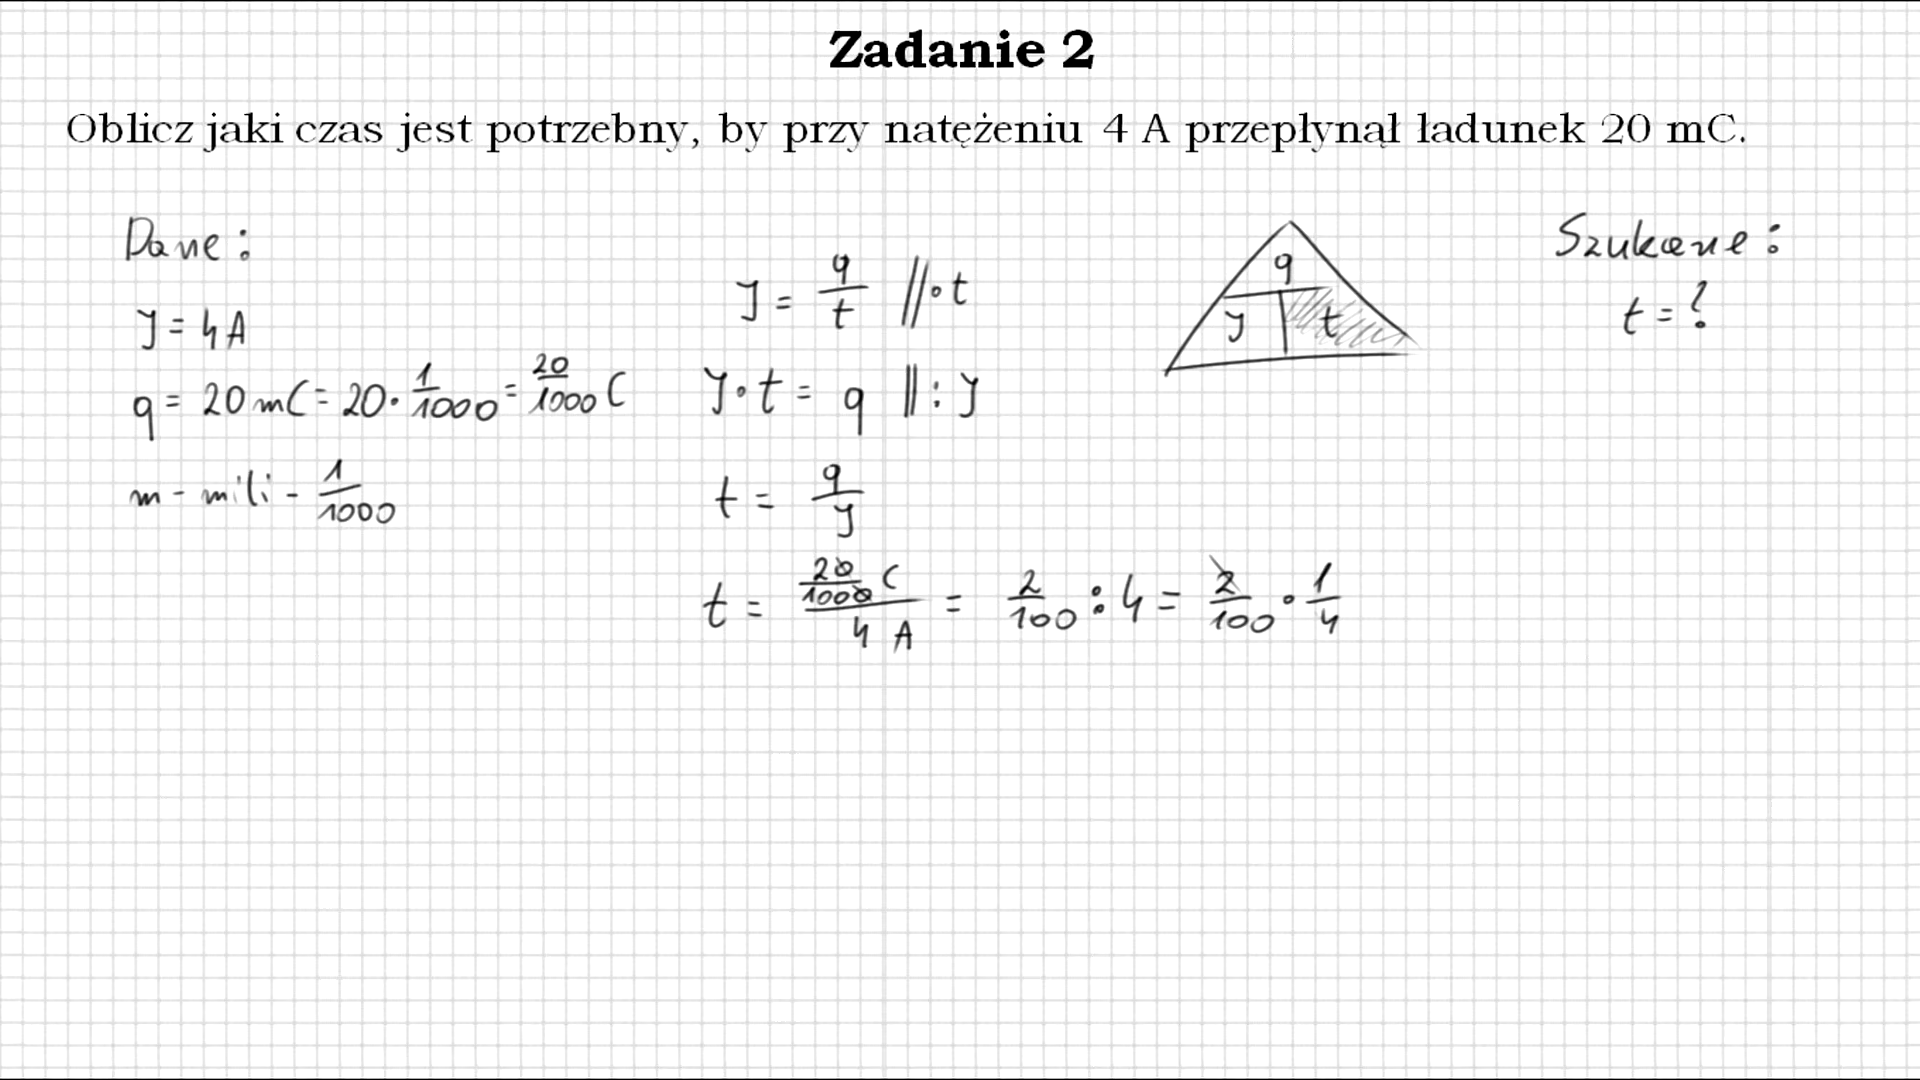 Zadanie 2
Oblicz jaki czas jest potrzebny, by przy natężeniu 4 A przepłynął ładunek 20 mC.
Dane:
J = 4A
q = 20 mC = 20 · 1/1000 = 20/1000 C
m - mili - 1/1000
J = q/t // · t
J · t = q || : J
t = q/J
t = 20/1000 C / 4 A = 2/100 : 4 = 2/100 · 1/4
q
J t
Szukane:
t = ?